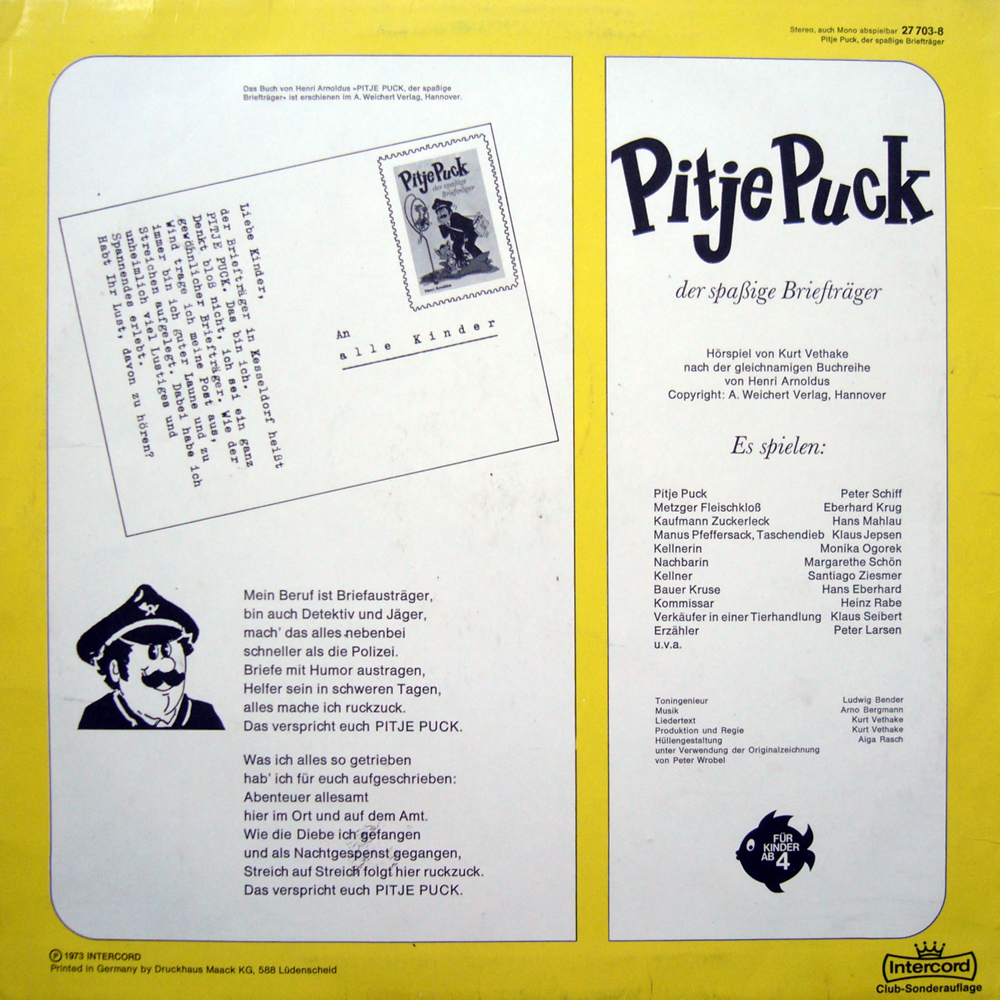 Stereo, auch Mono abspielbar 27 703-8
Pitje Puck, der spaßige Briefträger
Das Buch von Henri Arnoldus »PITJE PUCK, der spaßige
Briefträger« ist erschienen im A. Weichert Verlag, Hannover.
Pitje Puck
der spaßige
Briefträger
Henri Arnoldus
An
alle Kinder
Liebe Kinder,
der Briefträger in Kesseldorf heißt
PITJE PUCK. Das bin ich.
Denkt bloß nicht, ich sei ein ganz
gewöhnlicher Briefträger. Wie der
Wind trage ich meine Post aus,
immer bin ich guter Laune und zu
Streichen aufgelegt. Dabei habe ich
unheimlich viel Lustiges und
Spannendes erlebt.
Habt Ihr Lust, davon zu hören?
Mein Beruf ist Briefausträger,
bin auch Detektiv und Jäger,
mach' das alles nebenbei
schneller als die Polizei.
Briefe mit Humor austragen,
Helfer sein in schweren Tagen,
alles mache ich ruckzuck.
Das verspricht euch PITJE PUCK.
Was ich alles so getrieben
hab' ich für euch aufgeschrieben:
Abenteuer allesamt
hier im Ort und auf dem Amt.
Wie die Diebe ich gefangen
und als Nachtgespenst gegangen,
Streich auf Streich folgt hier ruckzuck.
Das verspricht euch PITJE PUCK.
Pitje Puck
der spaßige Briefträger
Hörspiel von Kurt Vethake
nach der gleichnamigen Buchreihe
von Henri Arnoldus
Copyright: A. Weichert Verlag, Hannover
Es spielen:
Pitje Puck Peter Schiff
Metzger Fleischkloß Eberhard Krug
Kaufmann Zuckerleck Hans Mahlau
Manus Pfeffersack, Taschendieb Klaus Jepsen
Kellnerin Monika Ogorek
Nachbarin Margarethe Schön
Kellner Santiago Ziesmer
Bauer Kruse Hans Eberhard
Kommissar Heinz Rabe
Verkäufer in einer Tierhandlung Klaus Seibert
Erzähler Peter Larsen
u.v.a.
Toningenieur Ludwig Bender
Musik Arno Bergmann
Liedertext Kurt Vethake
Produktion und Regie Kurt Vethake
Hüllengestaltung Aiga Rasch
unter Verwendung der Originalzeichnung
von Peter Wrobel
FÜR
KINDER
AB 4
Ⓟ 1973 INTERCORD
Printed in Germany by Druckhaus Maack KG, 588 Lüdenscheid
Intercord
Club-Sonderauflage